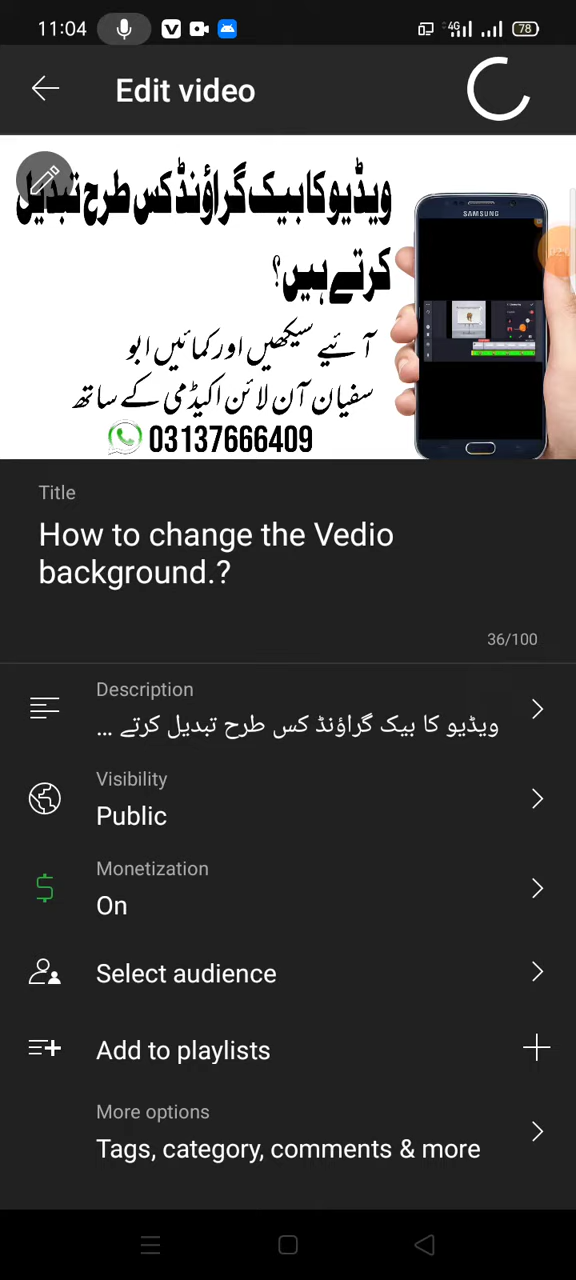 11:04
4G
78
Edit video
ویڈیو کا بیک گراؤنڈ کس طرح تبدیل
کرتے ہیں؟
آئیے سیکھیں اور کمائیں ابو
سفیان آن لائن اکیڈمی کے ساتھ
03137666409
SAMSUNG
Title
How to change the Vedio
background.?
36/100
Description
ویڈیو کا بیک گراؤنڈ کس طرح تبدیل کرتے ...
Visibility
Public
Monetization
On
Select audience
Add to playlists
More options
Tags, category, comments & more